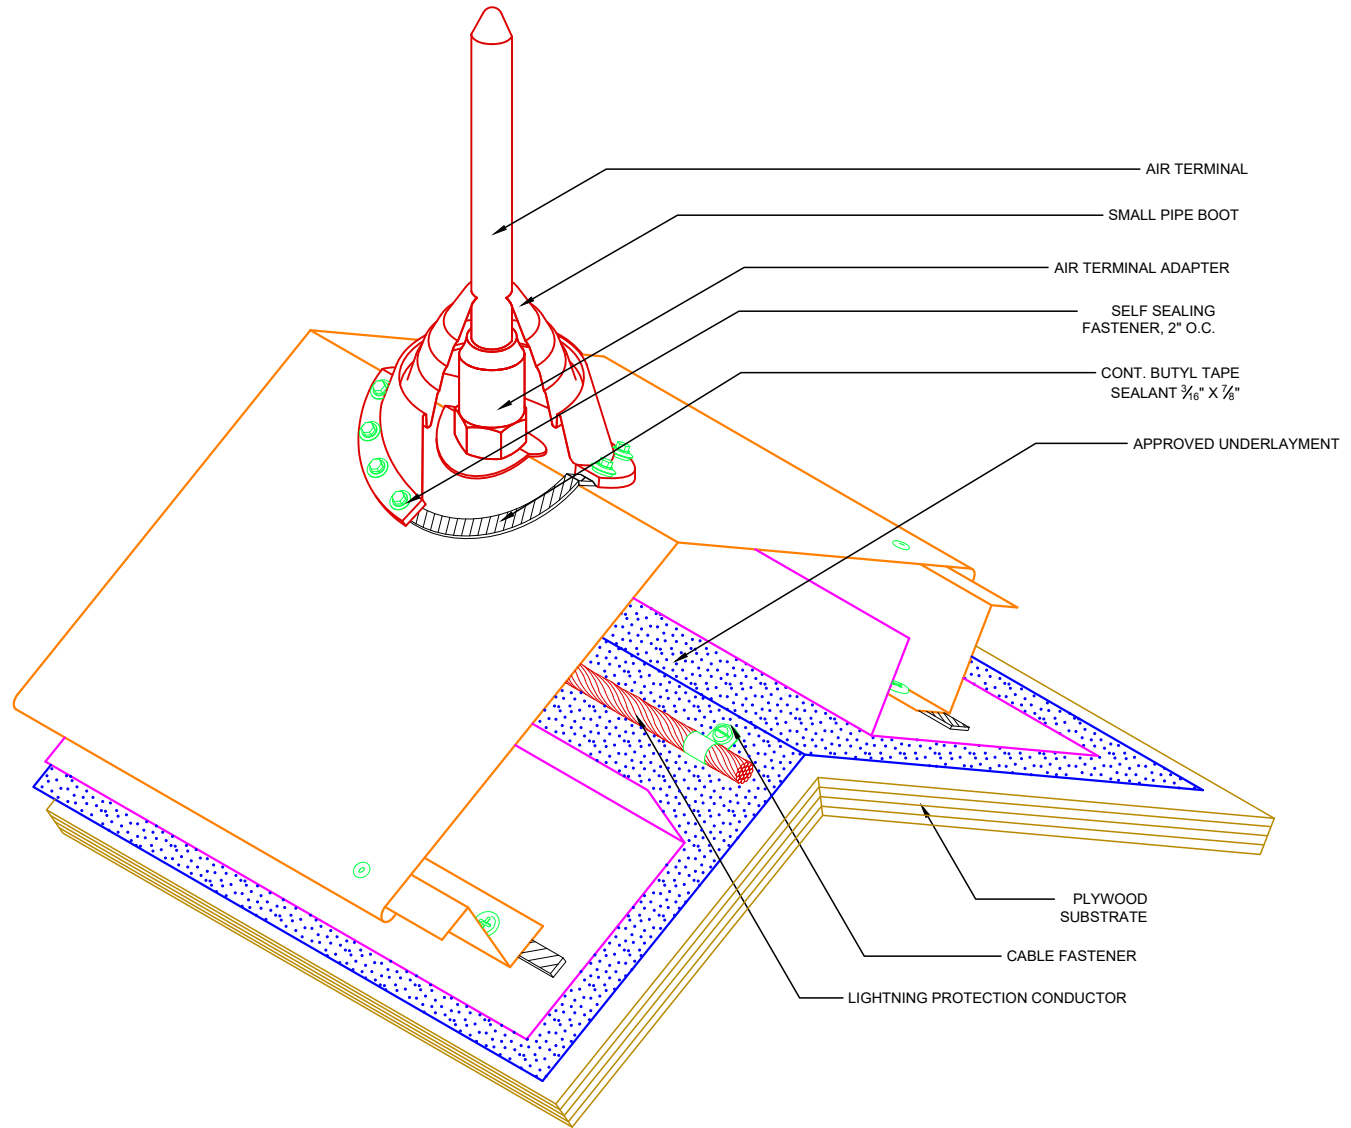 AIR TERMINAL
SMALL PIPE BOOT
AIR TERMINAL ADAPTER
SELF SEALING
FASTENER, 2" O.C.
CONT. BUTYL TAPE
SEALANT 3/16" X 7/8"
APPROVED UNDERLAYMENT
PLYWOOD
SUBSTRATE
CABLE FASTENER
LIGHTNING PROTECTION CONDUCTOR